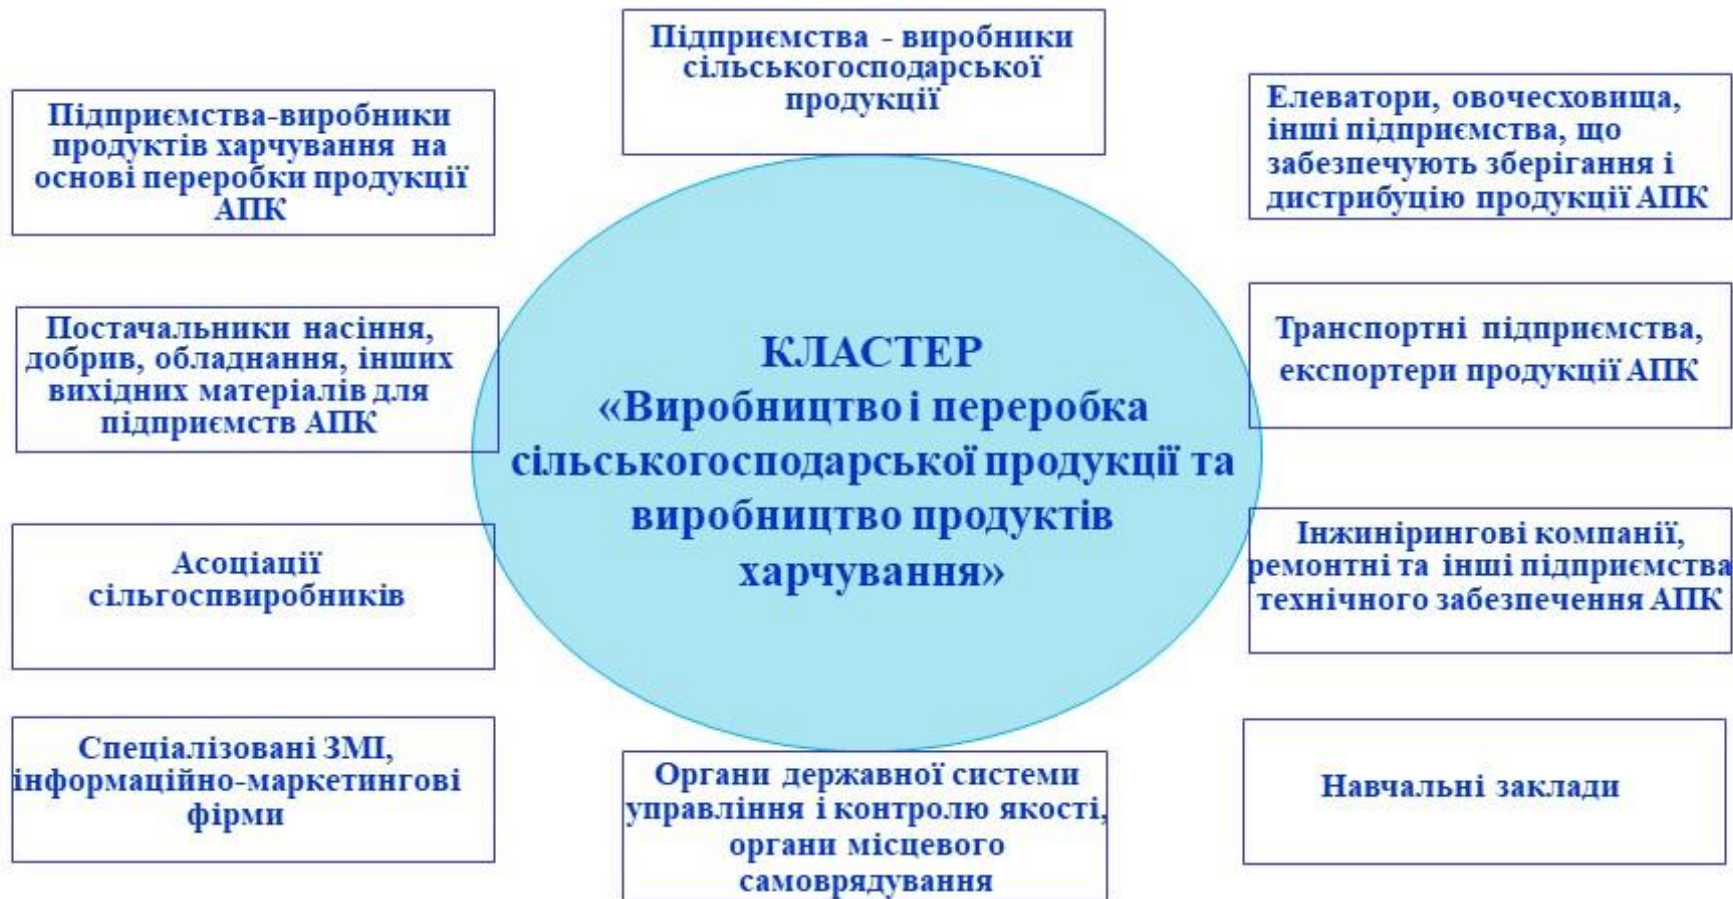 Підприємства - виробники
сільськогосподарської
продукції
Підприємства-виробники
продуктів харчування на
основі переробки продукції
АПК
Елеватори, овочесховища,
інші підприємства, що
забезпечують зберігання і
дистрибуцію продукції АПК
Постачальники насіння,
добрив, обладнання, інших
вихідних матеріалів для
підприємств АПК
КЛАСТЕР
«Виробництво і переробка
сільськогосподарської продукції та
виробництво продуктів
харчування»
Транспортні підприємства,
експортери продукції АПК
Асоціації
сільгоспвиробників
Інжинірингові компанії,
ремонтні та інші підприємства
технічного забезпечення АПК
Спеціалізовані ЗМІ,
інформаційно-маркетингові
фірми
Органи державної системи
управління і контролю якості,
органи місцевого
самоврядування
Навчальні заклади